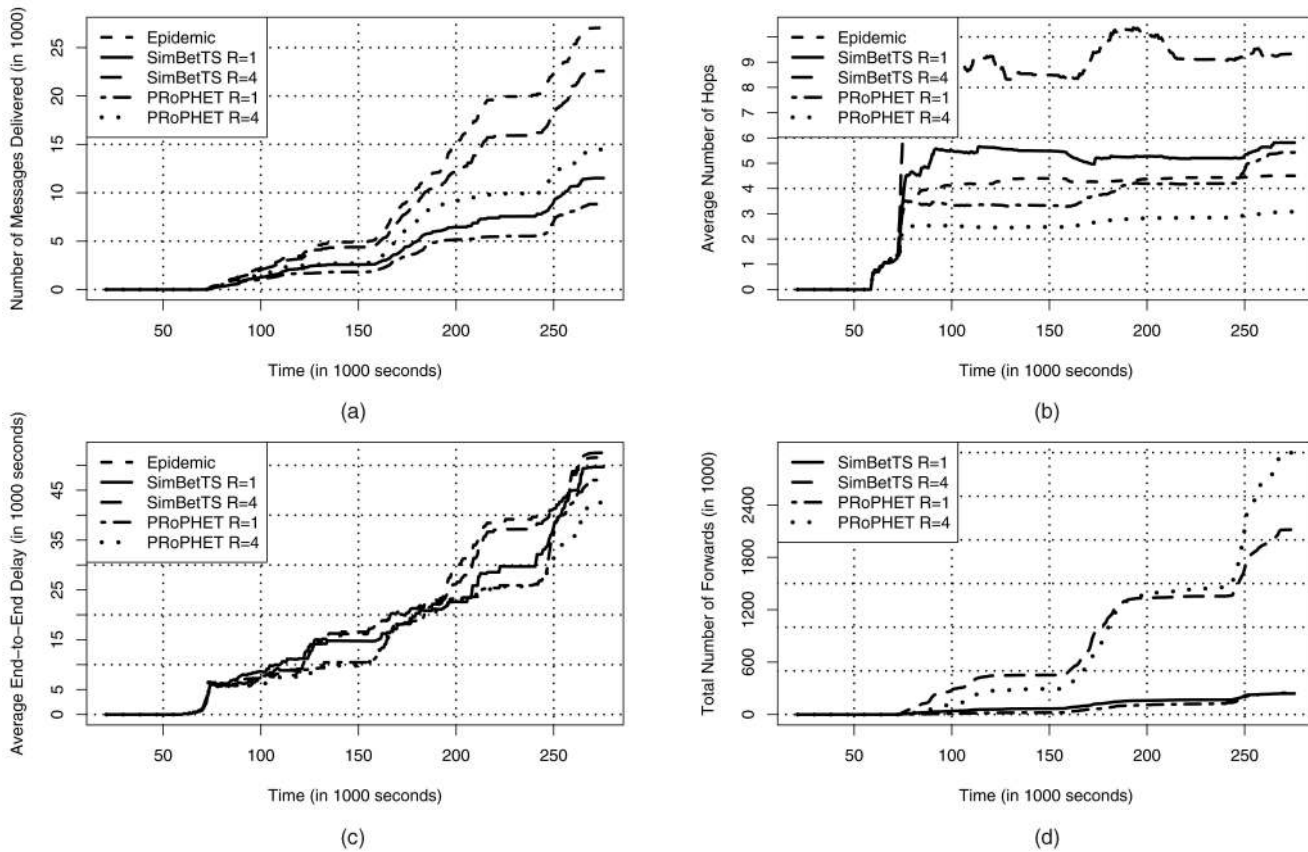 Number of Messages Delivered (in 1000)
0 5 10 15 20 25
Epidemic
SimBetTS R=1
SimBetTS R=4
PRoPHET R=1
PRoPHET R=4
50 100 150 200 250
Time (in 1000 seconds)
(a)
Average Number of Hops
0 1 2 3 4 5 6 7 8 9
Epidemic
SimBetTS R=1
SimBetTS R=4
PRoPHET R=1
PRoPHET R=4
50 100 150 200 250
Time (in 1000 seconds)
(b)
Average End–to–End Delay (in 1000 seconds)
0 5 15 25 35 45
Epidemic
SimBetTS R=1
SimBetTS R=4
PRoPHET R=1
PRoPHET R=4
50 100 150 200 250
Time (in 1000 seconds)
(c)
Total Number of Forwards (in 1000)
0 600 1200 1800 2400
SimBetTS R=1
SimBetTS R=4
PRoPHET R=1
PRoPHET R=4
50 100 150 200 250
Time (in 1000 seconds)
(d)